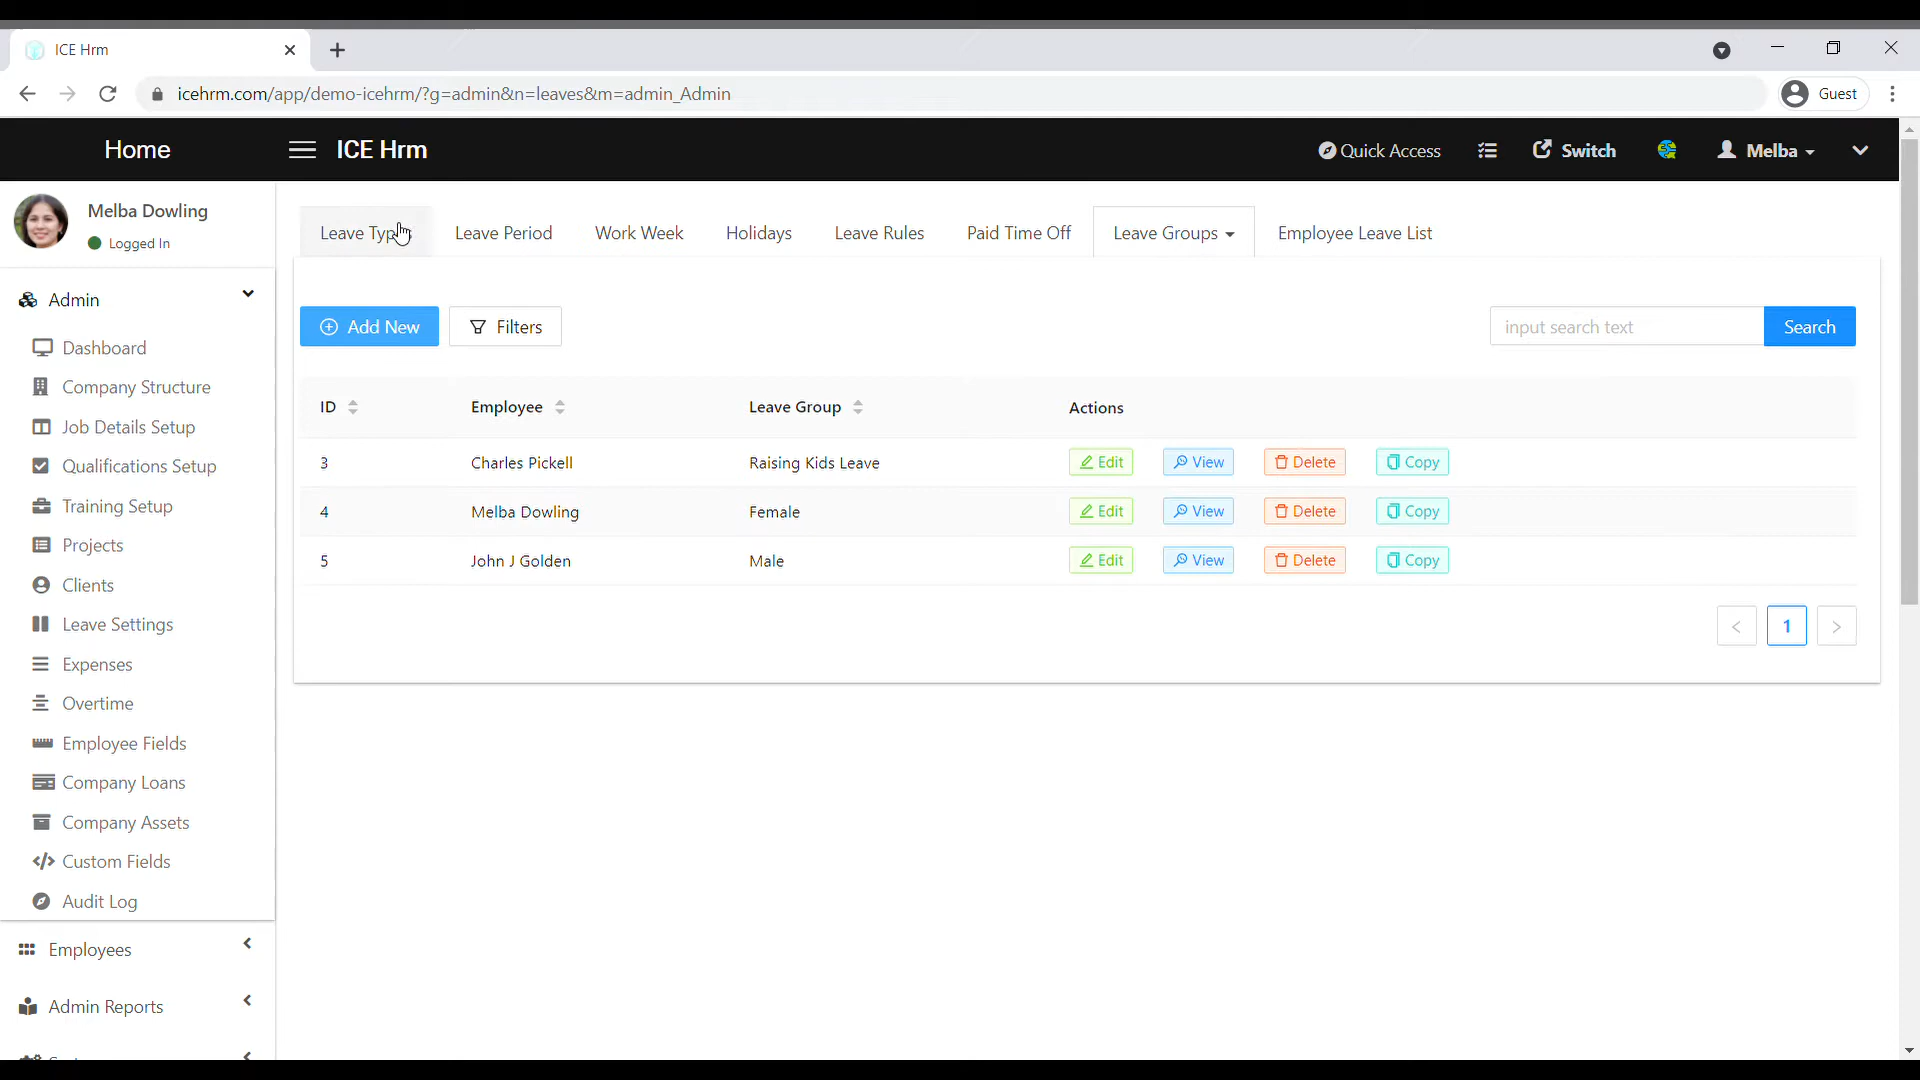 ICE Hrm
icehrm.com/app/demo-icehrm/?g=admin&n=leaves&m=admin_Admin
Guest
Home
ICE Hrm
Quick Access
Switch
Melba
Melba Dowling
Logged In
Admin
Dashboard
Company Structure
Job Details Setup
Qualifications Setup
Training Setup
Projects
Clients
Leave Settings
Expenses
Overtime
Employee Fields
Company Loans
Company Assets
Custom Fields
Audit Log
Employees
Admin Reports
Leave Period
Work Week
Holidays
Leave Rules
Paid Time Off
Leave Groups
Employee Leave List
Add New
Filters
input search text
Search
ID Employee Leave Group Actions
3 Charles Pickell Raising Kids Leave Edit View Delete Copy
4 Melba Dowling Female Edit View Delete Copy
5 John J Golden Male Edit View Delete Copy
< 1 >